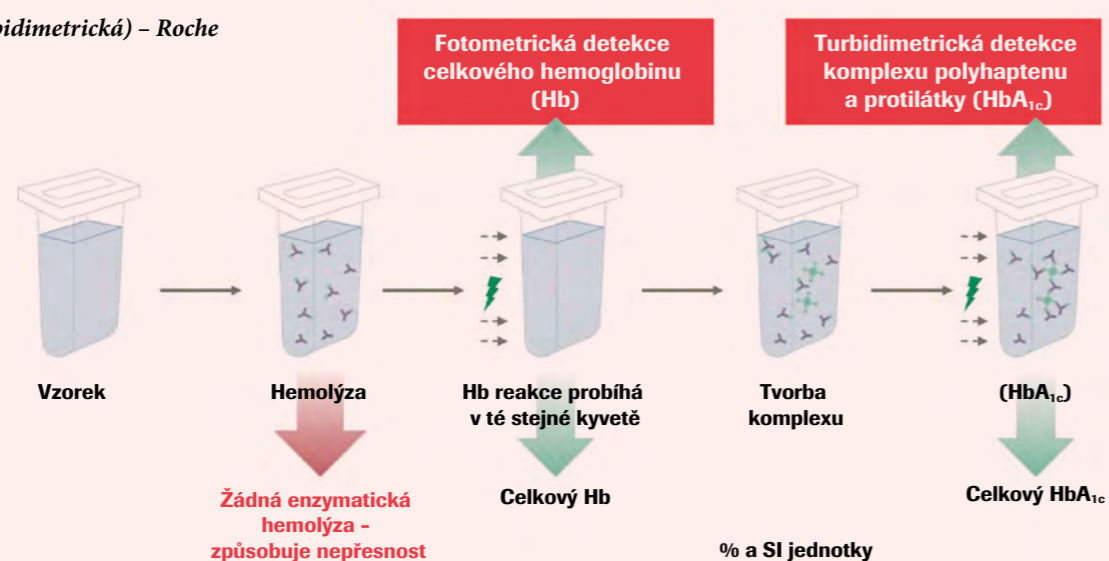 bidimetrická) – Roche
Fotometrická detekce
celkového hemoglobinu
(Hb)
Turbidimetrická detekce
komplexu polyhaptenu
a protilátky (HbA1c)
Vzorek
Hemolýza
Hb reakce probíhá
v té stejné kyvetě
Tvorba
komplexu
(HbA1c)
Žádná enzymatická
hemolýza –
způsobuje nepřesnost
Celkový Hb
Celkový HbA1c
% a SI jednotky